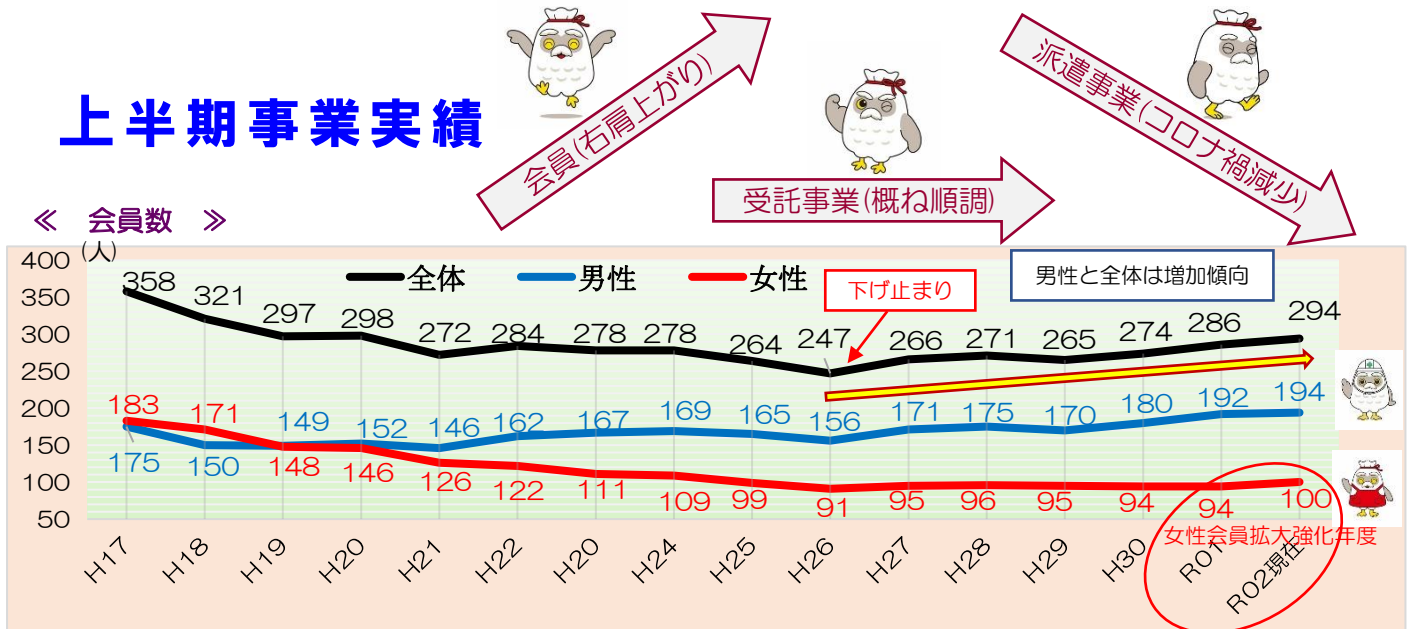 上半期事業実績
会員(右肩上がり)
受託事業(概ね順調)
派遣事業(コロナ禍減少)
≪ 会員数 ≫
(人)
全体 男性 女性
下げ止まり
男性と全体は増加傾向
400
350
300
250
200
150
100
50
358 321 297 298 272 284 278 278 264 247 266 271 265 274 286 294
175 150 149 152 146 162 167 169 165 156 171 175 170 180 192 194
183 171 148 146 126 122 111 109 99 91 95 96 95 94 94 100
女性会員拡大強化年度
H17 H18 H19 H20 H21 H22 H20 H24 H25 H26 H27 H28 H29 H30 R01 R02現在